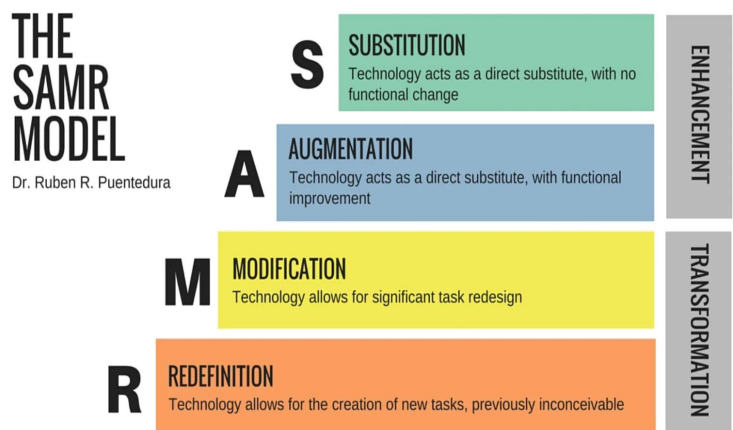 THE
SAMR
MODEL
Dr. Ruben R. Puentedura
S
SUBSTITUTION
Technology acts as a direct substitute, with no
functional change
A
AUGMENTATION
Technology acts as a direct substitute, with functional
improvement
ENHANCEMENT
M
MODIFICATION
Technology allows for significant task redesign
R
REDEFINITION
Technology allows for the creation of new tasks, previously inconceivable
TRANSFORMATION